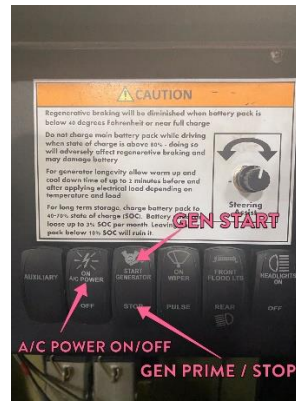 CAUTION
Regenerative braking will be diminished when battery pack is
below 40 degrees Fahrenheit or near full charge
Do not charge main battery pack while driving
when state of charge is above 80% - doing so
will adversely affect regenerative braking and
may damage battery
For generator longevity allow warm up and
cool down time of up to 2 minutes before and
after applying electrical load depending on
temperature and load
For long term storage, charge battery pack to
40-70% state of charge (SOC). Battery
loose up to 3% SOC per month. Leaving
pack below 10% SOC will ruin it.
Steering
GEN START
AUXILIARY
ON
A/C POWER
OFF
START
GENERATOR
STOP
ON
WIPER
PULSE
FRONT
FLOOD LTS
REAR
HEADLIGHTS
ON
OFF
A/C POWER ON/OFF
GEN PRIME / STOP